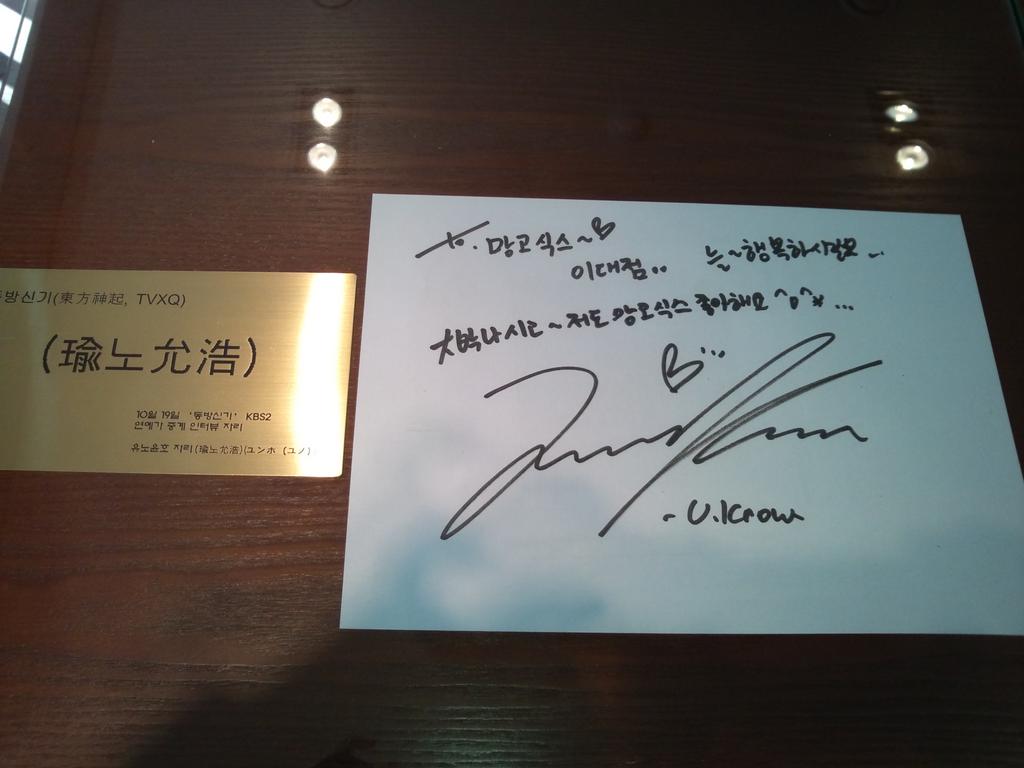 방신기(東方神起, TVXQ)
(瑜노允浩)
10월 19일 '동방신기' KBS2
연예가 중계 인터뷰 자리
유노윤호 자리(瑜노允浩)(ユンホ (ユノ)
to. 망고식스~♡
이대점..
늘~행복하시길요..
大박나시고~저도 망고식스 좋아해요 ^o^*...
- U.Know